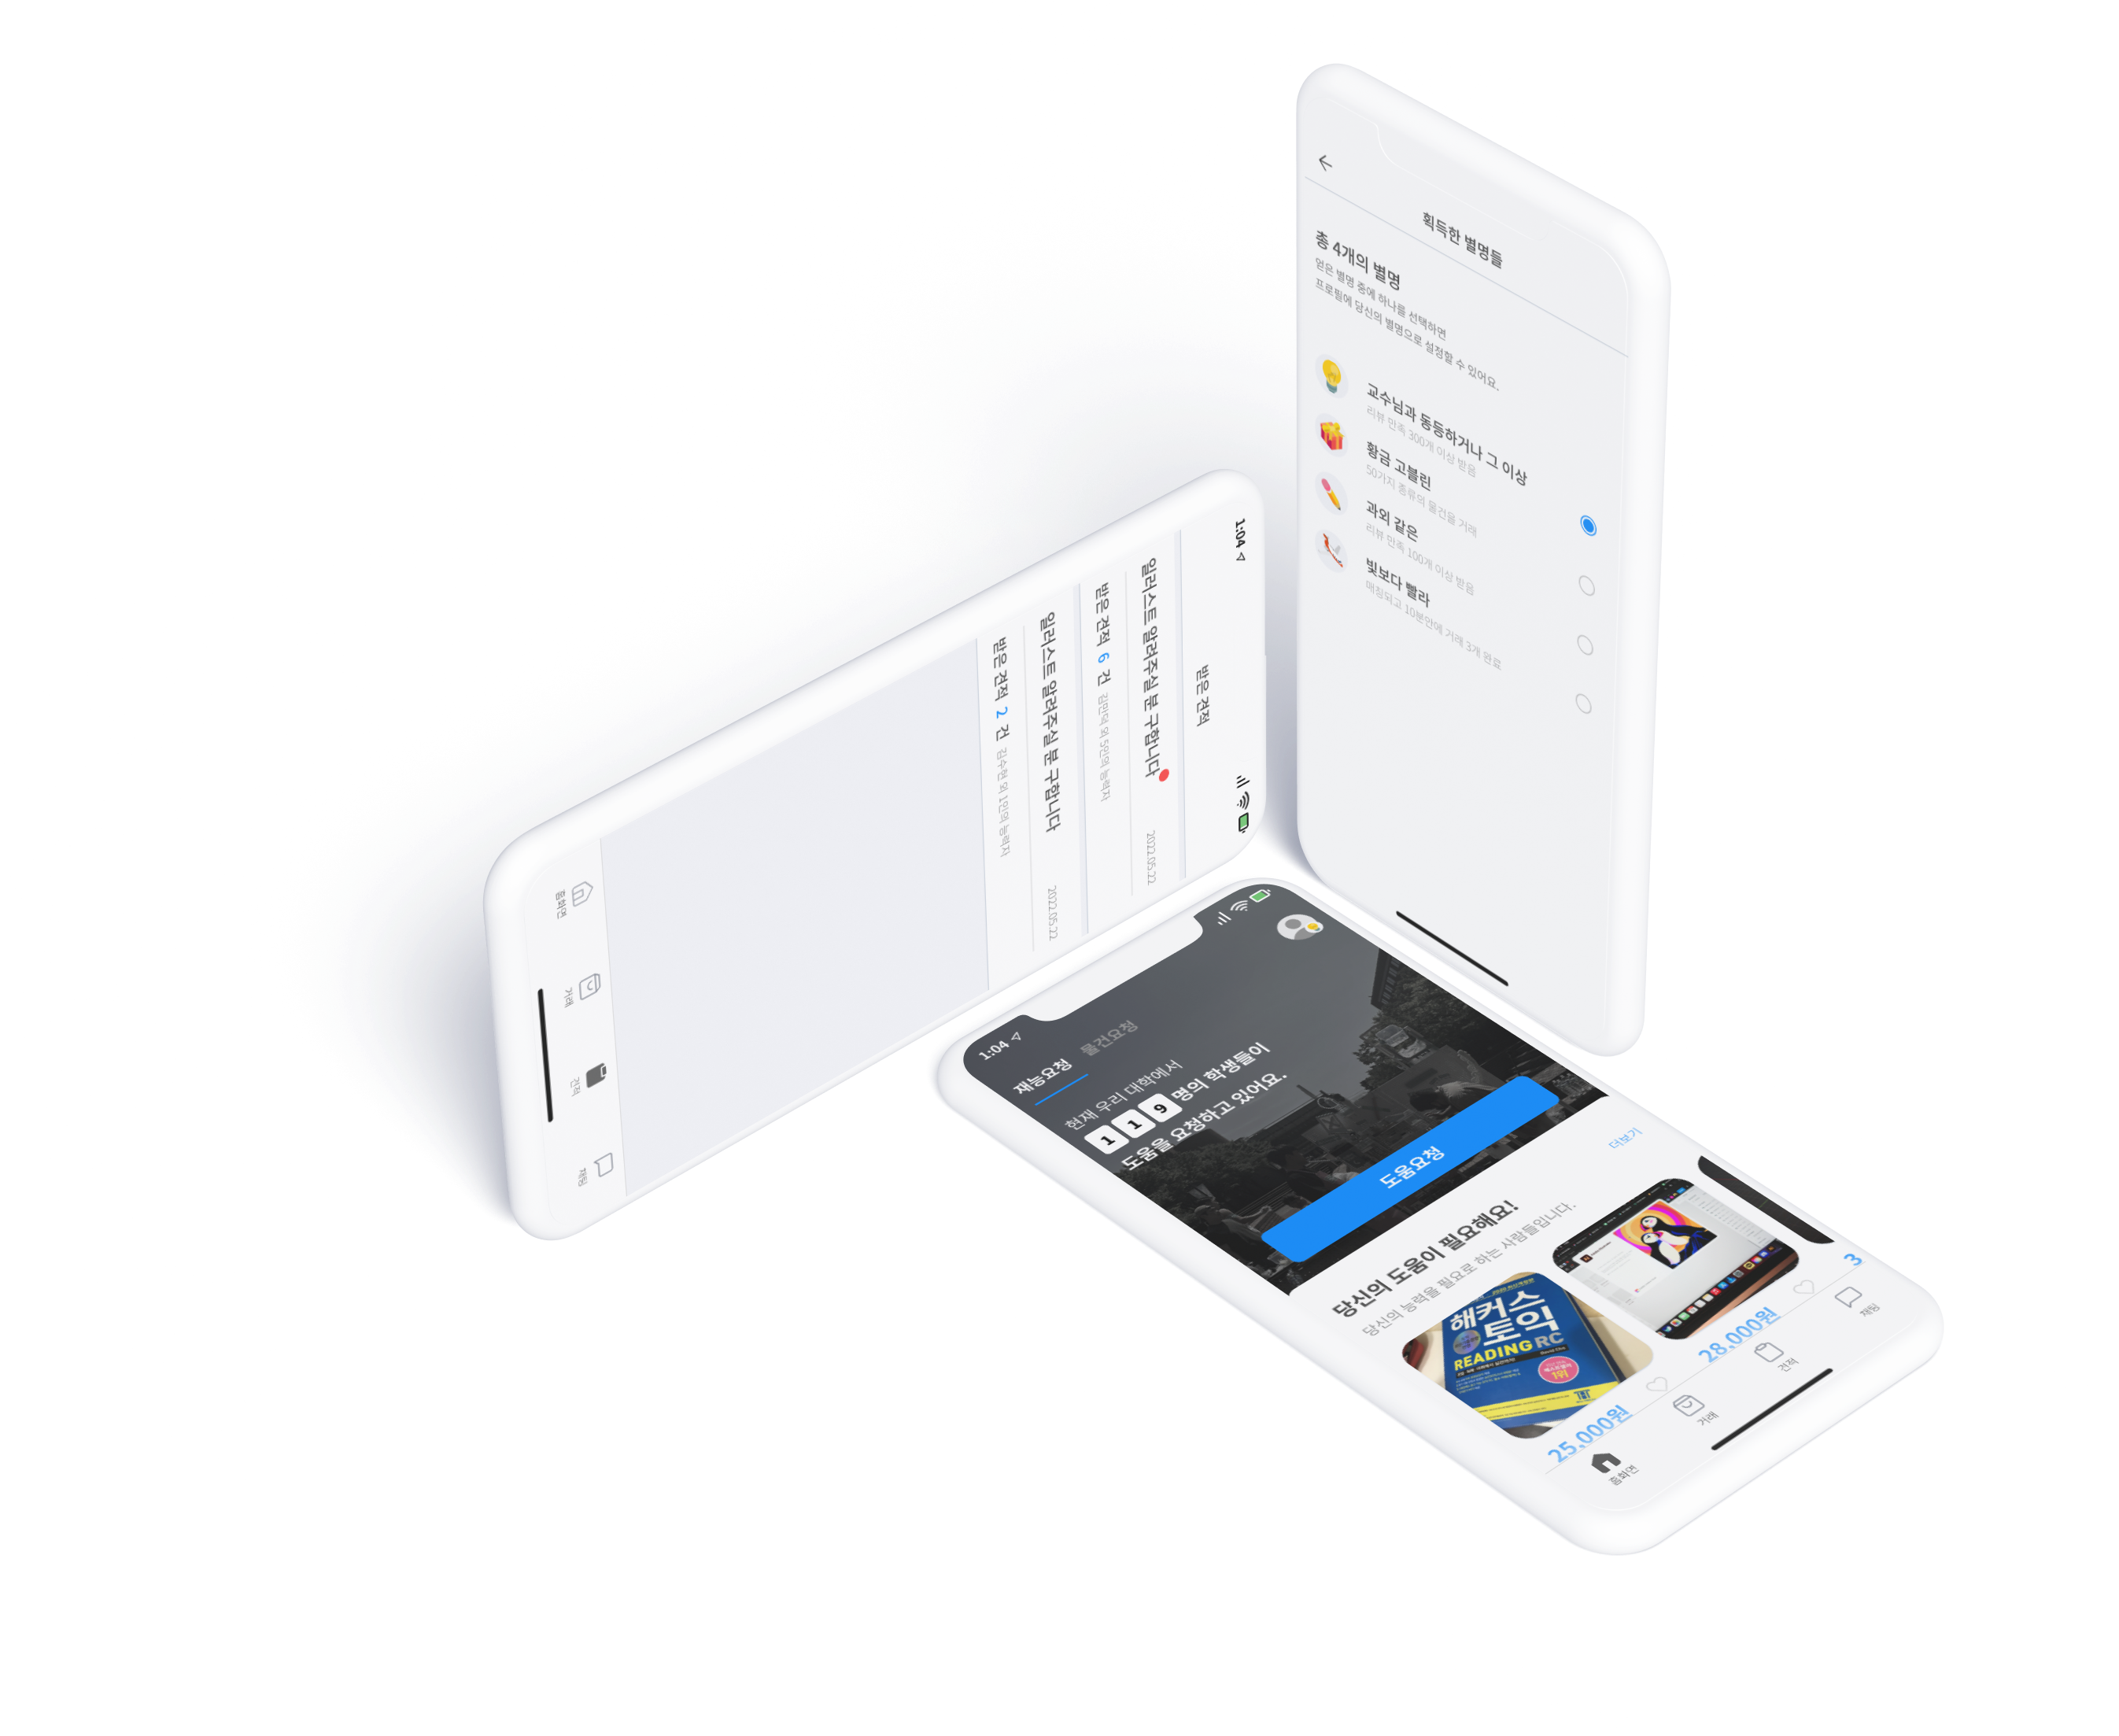 획득한 별명들
총 4개의 별명
얻은 별명 중에 하나를 선택하면
프로필에 당신의 별명으로 설정할 수 있어요.
교수님과 동등하거나 그 이상
리뷰 만족 300개 이상 받음
황금 고블린
50가지 종류의 물건을 거래
과외 같은
리뷰 만족 100개 이상 받음
빛보다 빨라
매칭되고 10분안에 거래 3개 완료
1:04
받은 견적
일러스트 알려주실 분 구합니다
2022.05.22
받은 견적 6 건 김민덕 외 5인의 능력자
일러스트 알려주실 분 구합니다
2022.05.22
받은 견적 2 건 김수현 외 1인의 능력자
홈화면
거래
견적
채팅
1:04
재능요청 물건요청
현재 우리 대학에서
1 1 9 명의 학생들이
도움을 요청하고 있어요.
도움요청
당신의 도움이 필요해요!
더보기
당신의 능력을 필요로 하는 사람들입니다.
해커스
토익
READING RC
베스트셀러
1위
25,000원
28,000원
3
홈화면
거래
견적
채팅